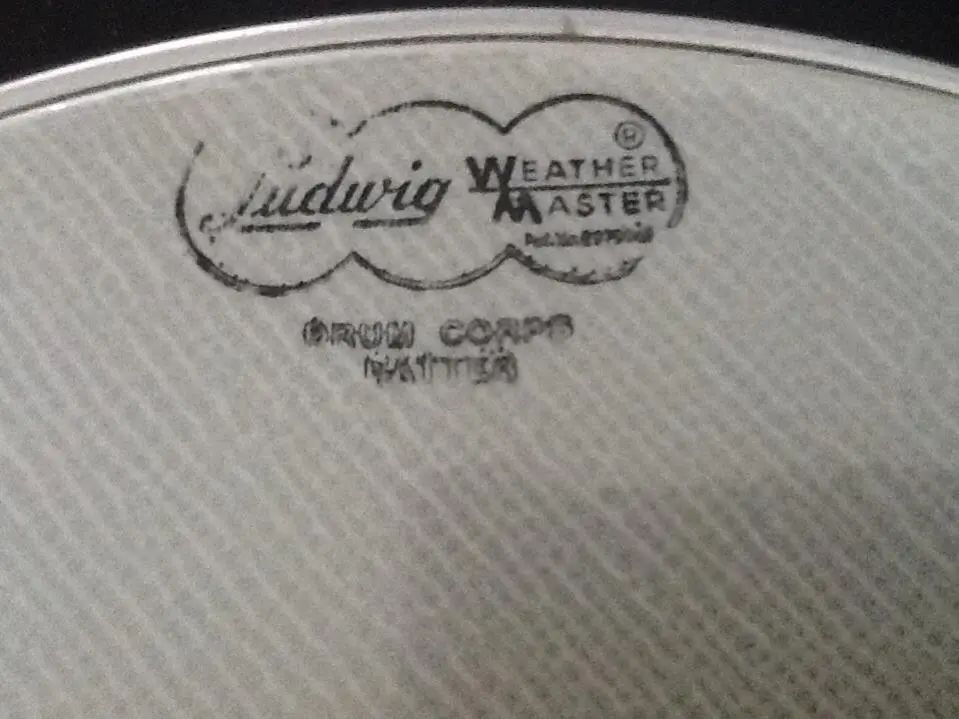 Ludwig WEATHER MASTER ®
DRUM CORPS
BATTER